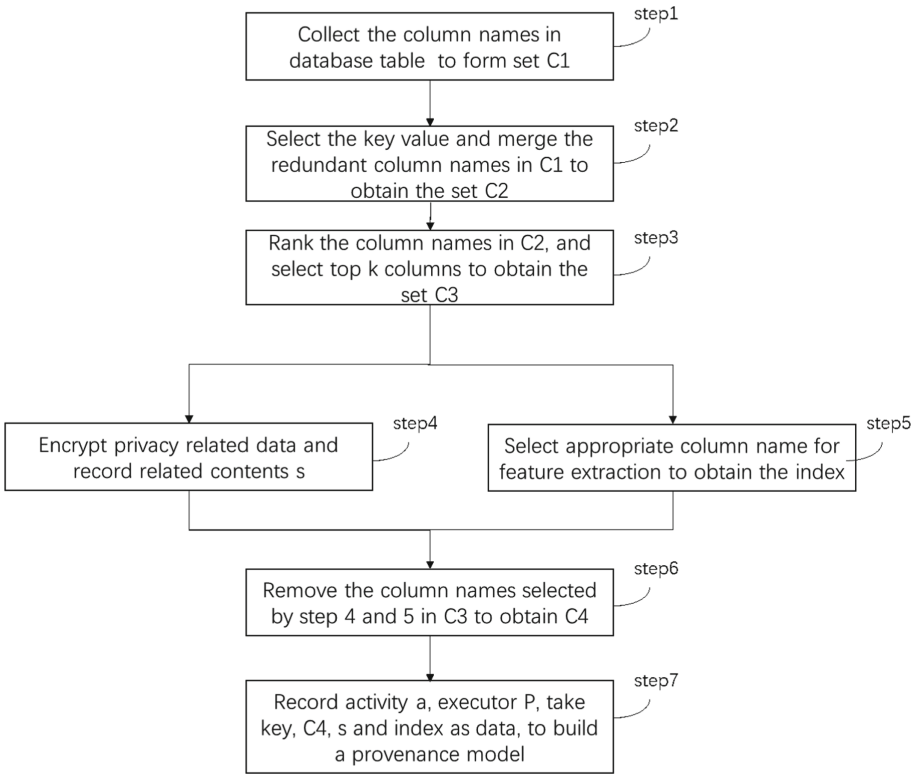 step1
Collect the column names in
database table to form set C1
step2
Select the key value and merge the
redundant column names in C1 to
obtain the set C2
step3
Rank the column names in C2, and
select top k columns to obtain the
set C3
step4
Encrypt privacy related data and
record related contents s
step5
Select appropriate column name for
feature extraction to obtain the index
step6
Remove the column names selected
by step 4 and 5 in C3 to obtain C4
step7
Record activity a, executor P, take
key, C4, s and index as data, to build
a provenance model